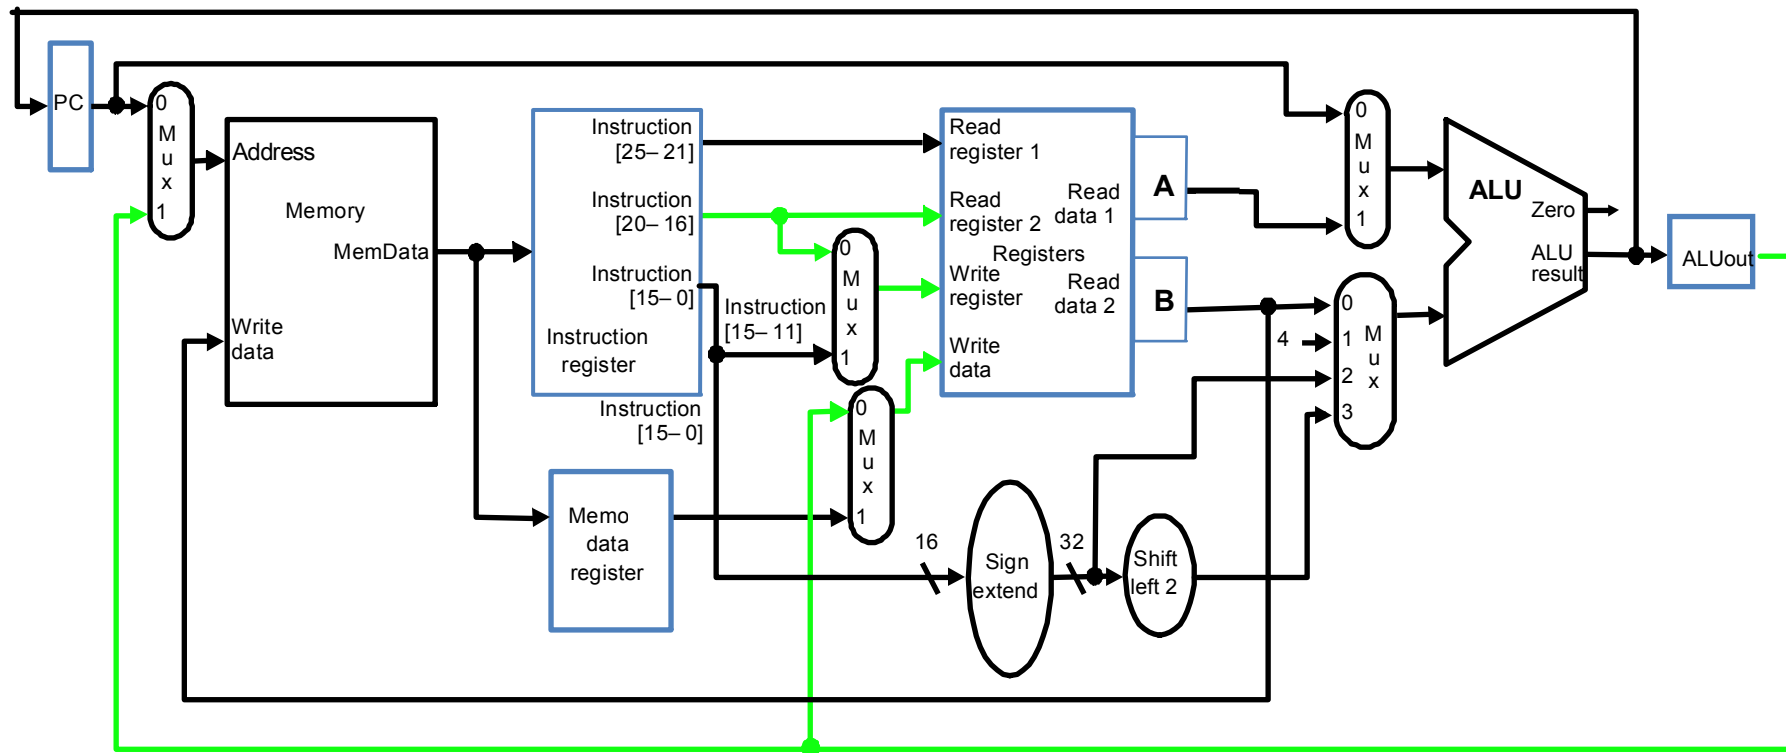 PC
0
M
u
x
1
Address
Memory
MemData
Write
data
Instruction
[25– 21]
Instruction
[20– 16]
Instruction
[15– 0]
Instruction
register
Instruction
[15– 11]
Instruction
[15– 0]
Memo
data
register
0
M
u
x
1
0
M
u
x
1
Read
register 1
Read
register 2
Registers
Write
register
Write
data
Read
data 1
Read
data 2
A
B
16
Sign
extend
32
Shift
left 2
0
M
u
x
1
4
0
1
2
3
M
u
x
ALU
Zero
ALU
result
ALUout